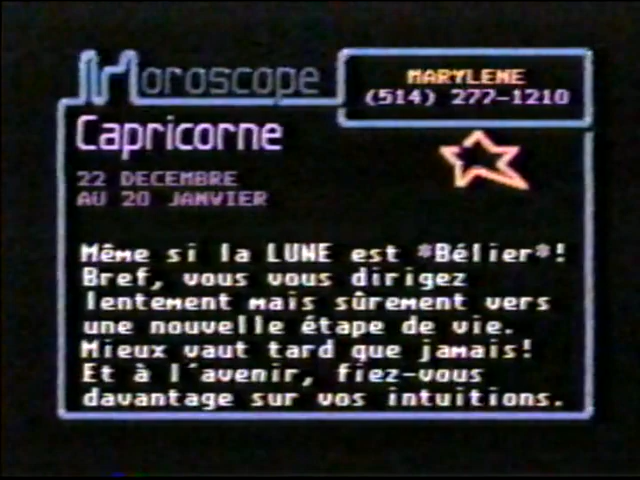 Horoscope
MARYLENE
(514) 277-1210
Capricorne
22 DECEMBRE
AU 20 JANVIER
Même si la LUNE est *Bélier*!
Bref, vous vous dirigez
lentement mais sûrement vers
une nouvelle étape de vie.
Mieux vaut tard que jamais!
Et à l'avenir, fiez-vous
davantage sur vos intuitions.